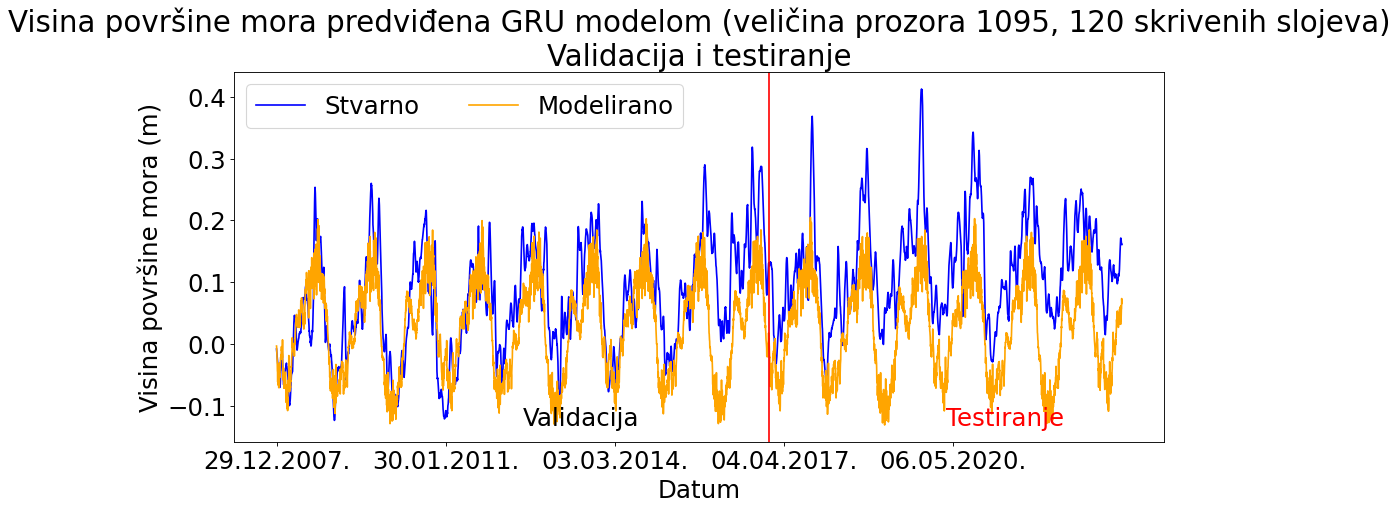 Visina površine mora predviđena GRU modelom (veličina prozora 1095, 120 skrivenih slojeva)
Validacija i testiranje
Stvarno
Modelirano
Visina površine mora (m)
0.4
0.3
0.2
0.1
0.0
−0.1
Validacija
Testiranje
29.12.2007.
30.01.2011.
03.03.2014.
04.04.2017.
06.05.2020.
Datum